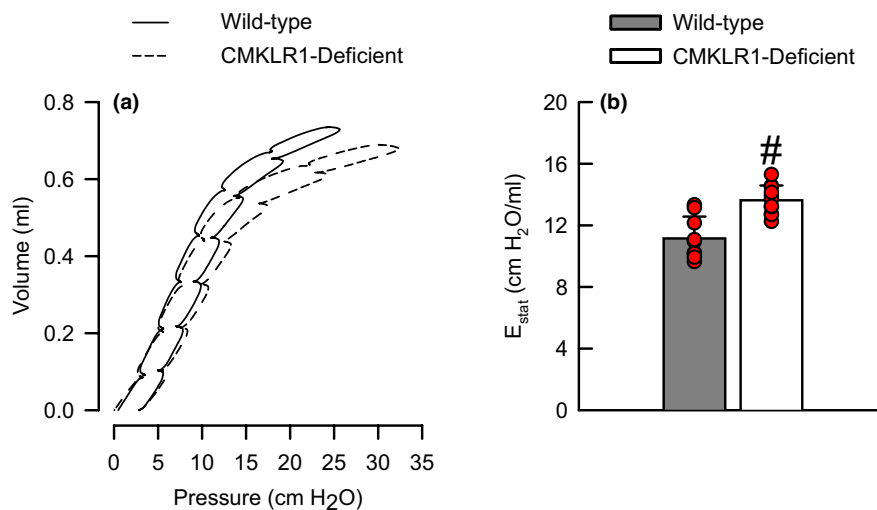 Wild-type
CMKLR1-Deficient
(a)
Volume (ml)
0.8
0.6
0.4
0.2
0.0
0 5 10 15 20 25 30 35
Pressure (cm H2O)
Wild-type
CMKLR1-Deficient
(b)
#
Estat (cm H2O/ml)
20
16
12
8
4
0